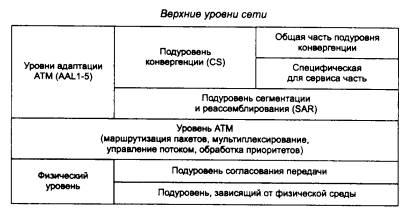 Верхние уровни сети
Уровни адаптации
ATM (AAL1-5)
Подуровень
конвергенции (CS)
Общая часть подуровня
конвергенции
Специфическая
для сервиса часть
Подуровень сегментации
и реассемблирования (SAR)
Уровень ATM
(маршрутизация пакетов, мультиплексирование,
управление потоком, обработка приоритетов)
Физический
уровень
Подуровень согласования передачи
Подуровень, зависящий от физической среды